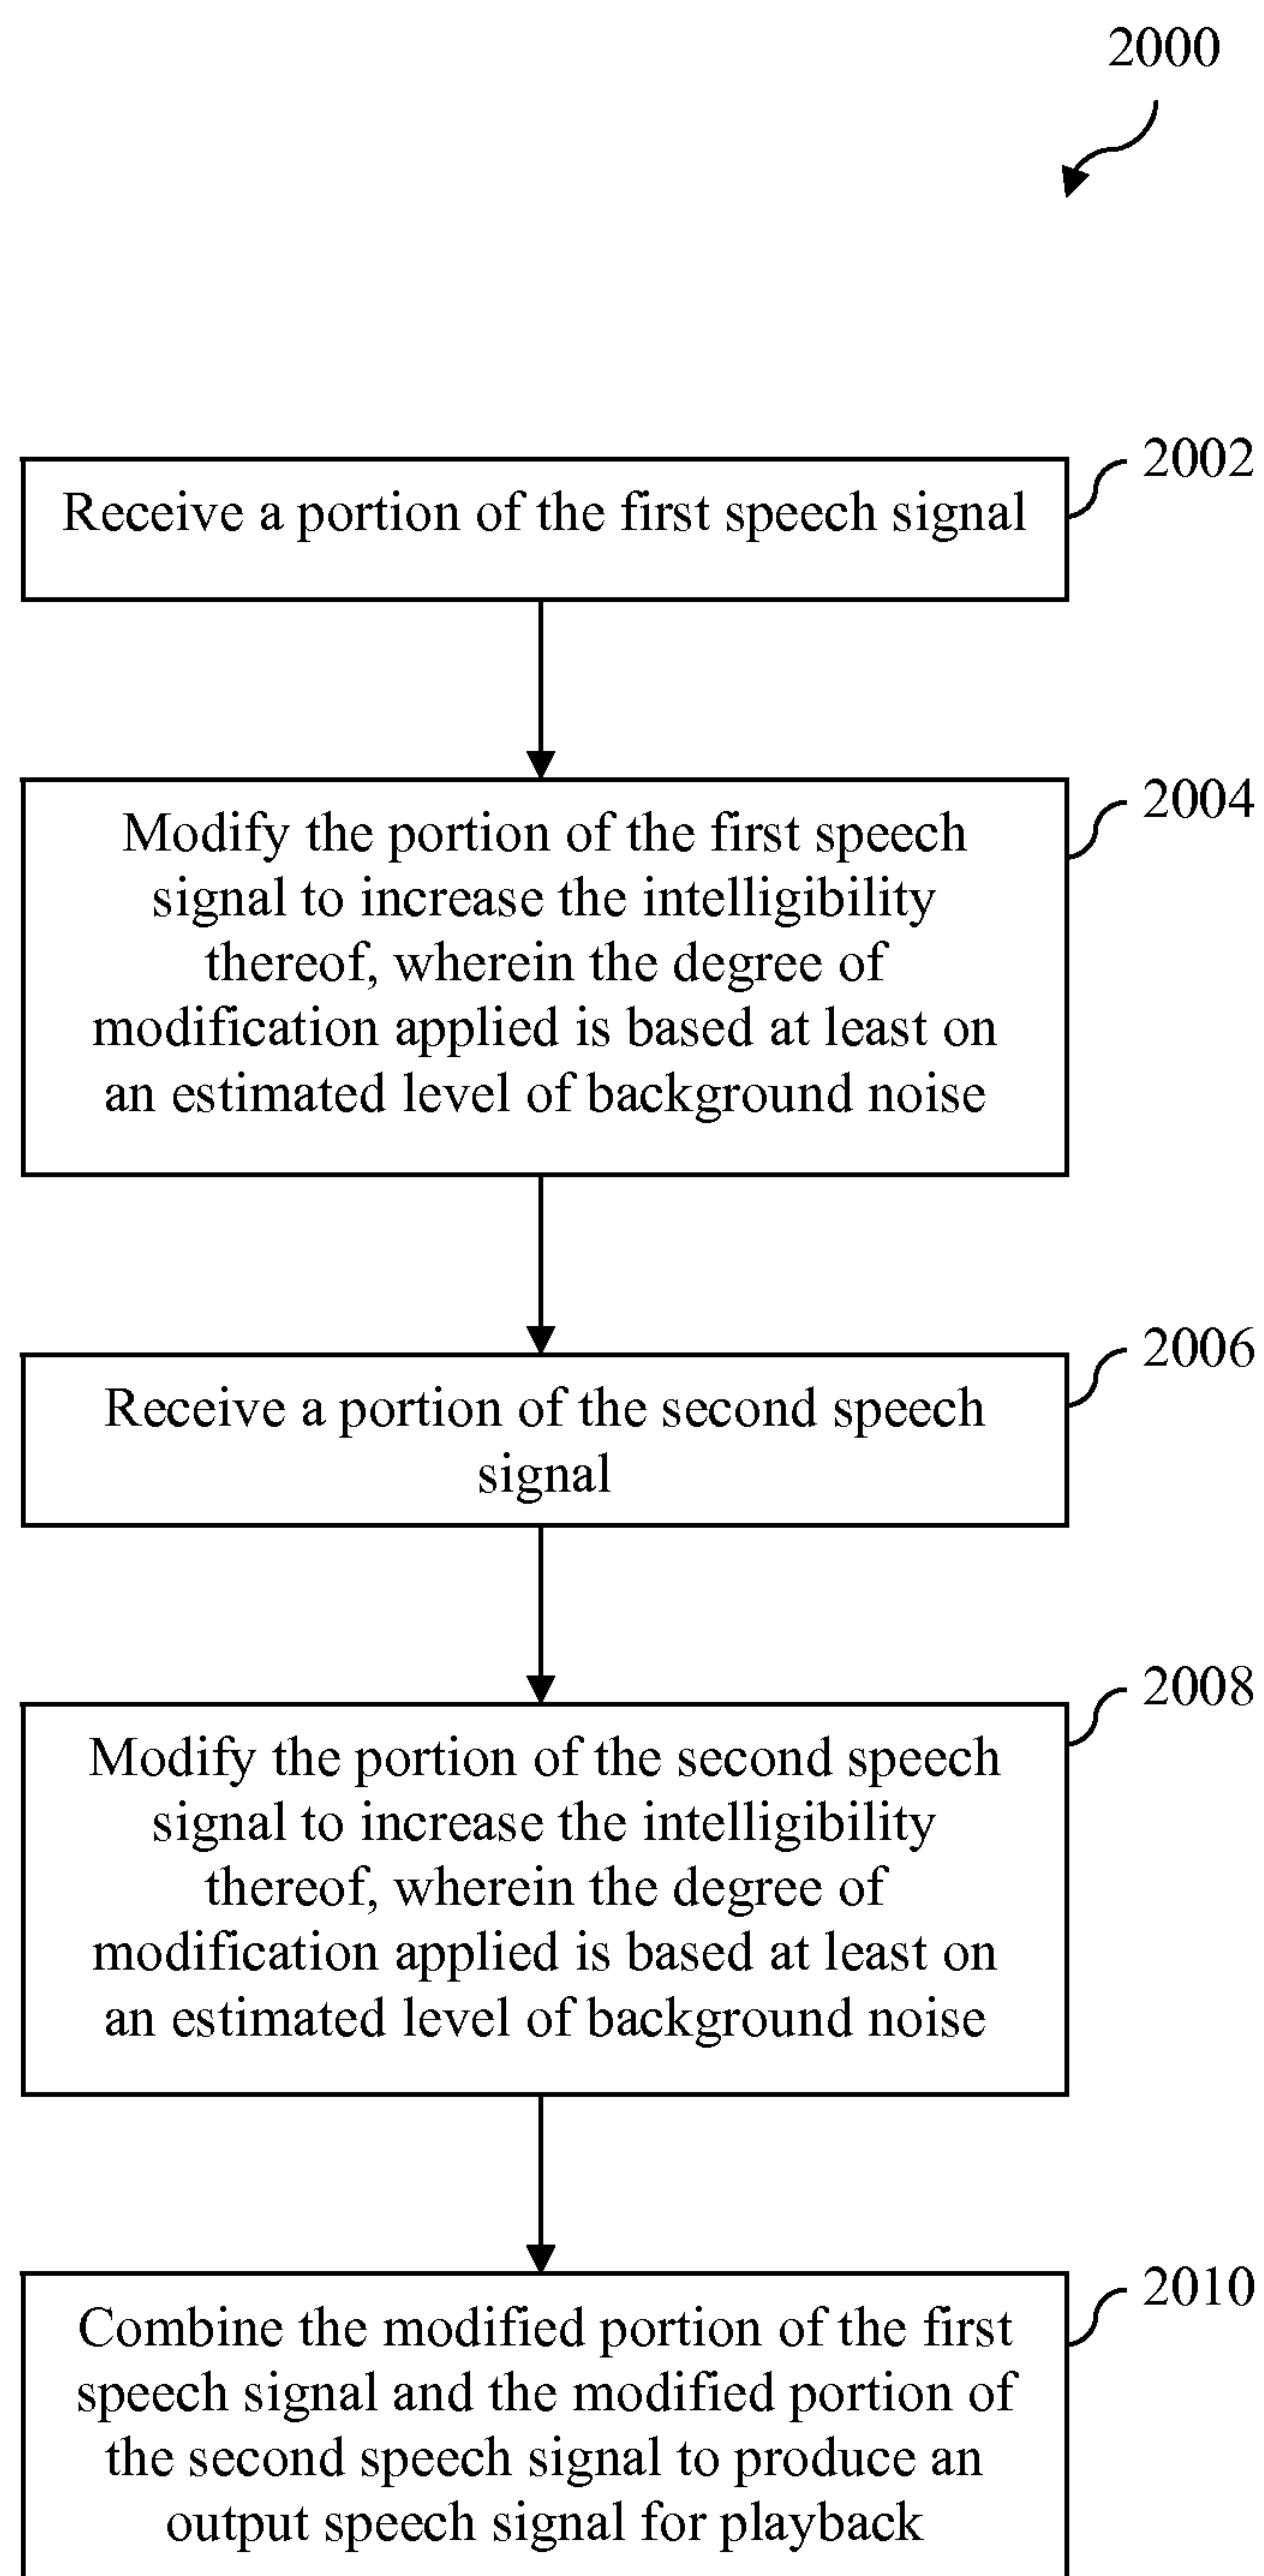 2000
2002
Receive a portion of the first speech signal
2004
Modify the portion of the first speech
signal to increase the intelligibility
thereof, wherein the degree of
modification applied is based at least on
an estimated level of background noise
2006
Receive a portion of the second speech
signal
2008
Modify the portion of the second speech
signal to increase the intelligibility
thereof, wherein the degree of
modification applied is based at least on
an estimated level of background noise
2010
Combine the modified portion of the first
speech signal and the modified portion of
the second speech signal to produce an
output speech signal for playback